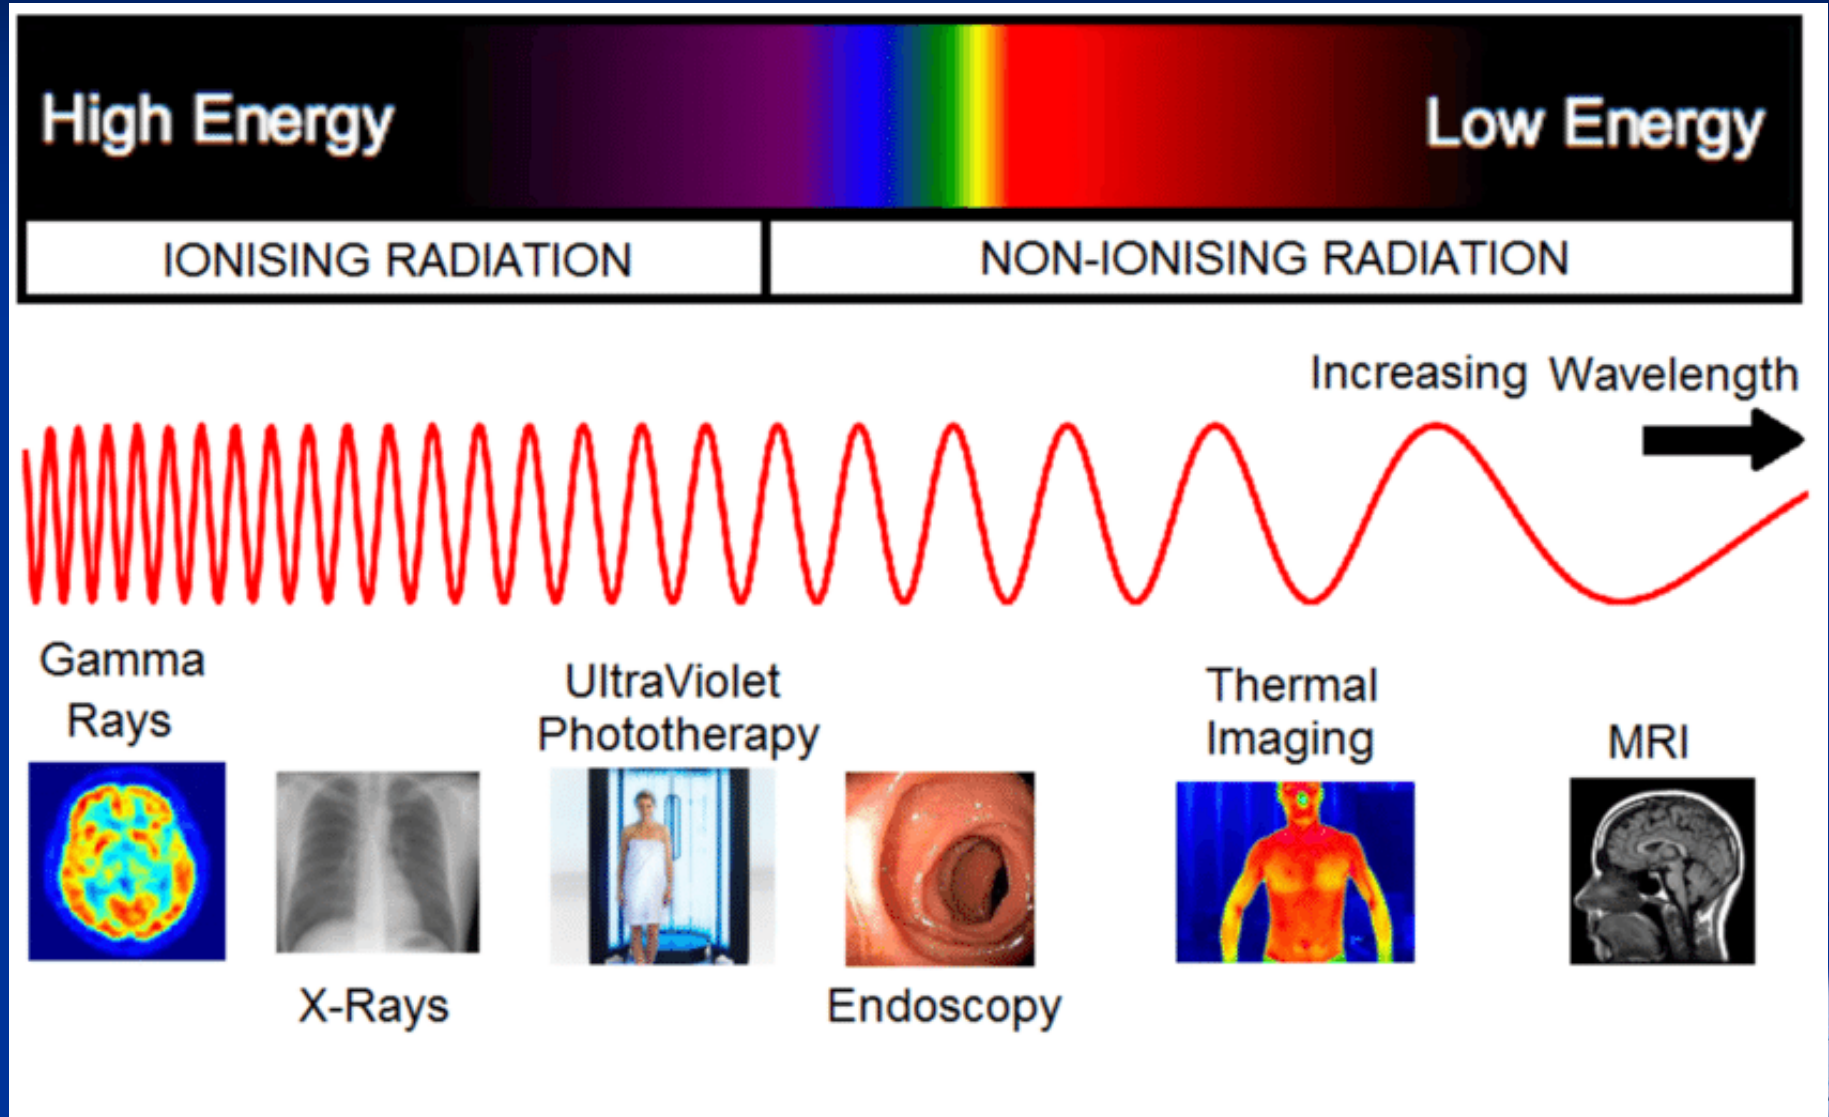 High Energy
Low Energy
IONISING RADIATION
NON-IONISING RADIATION
Increasing Wavelength
Gamma
Rays
UltraViolet
Phototherapy
Thermal
Imaging
MRI
X-Rays
Endoscopy